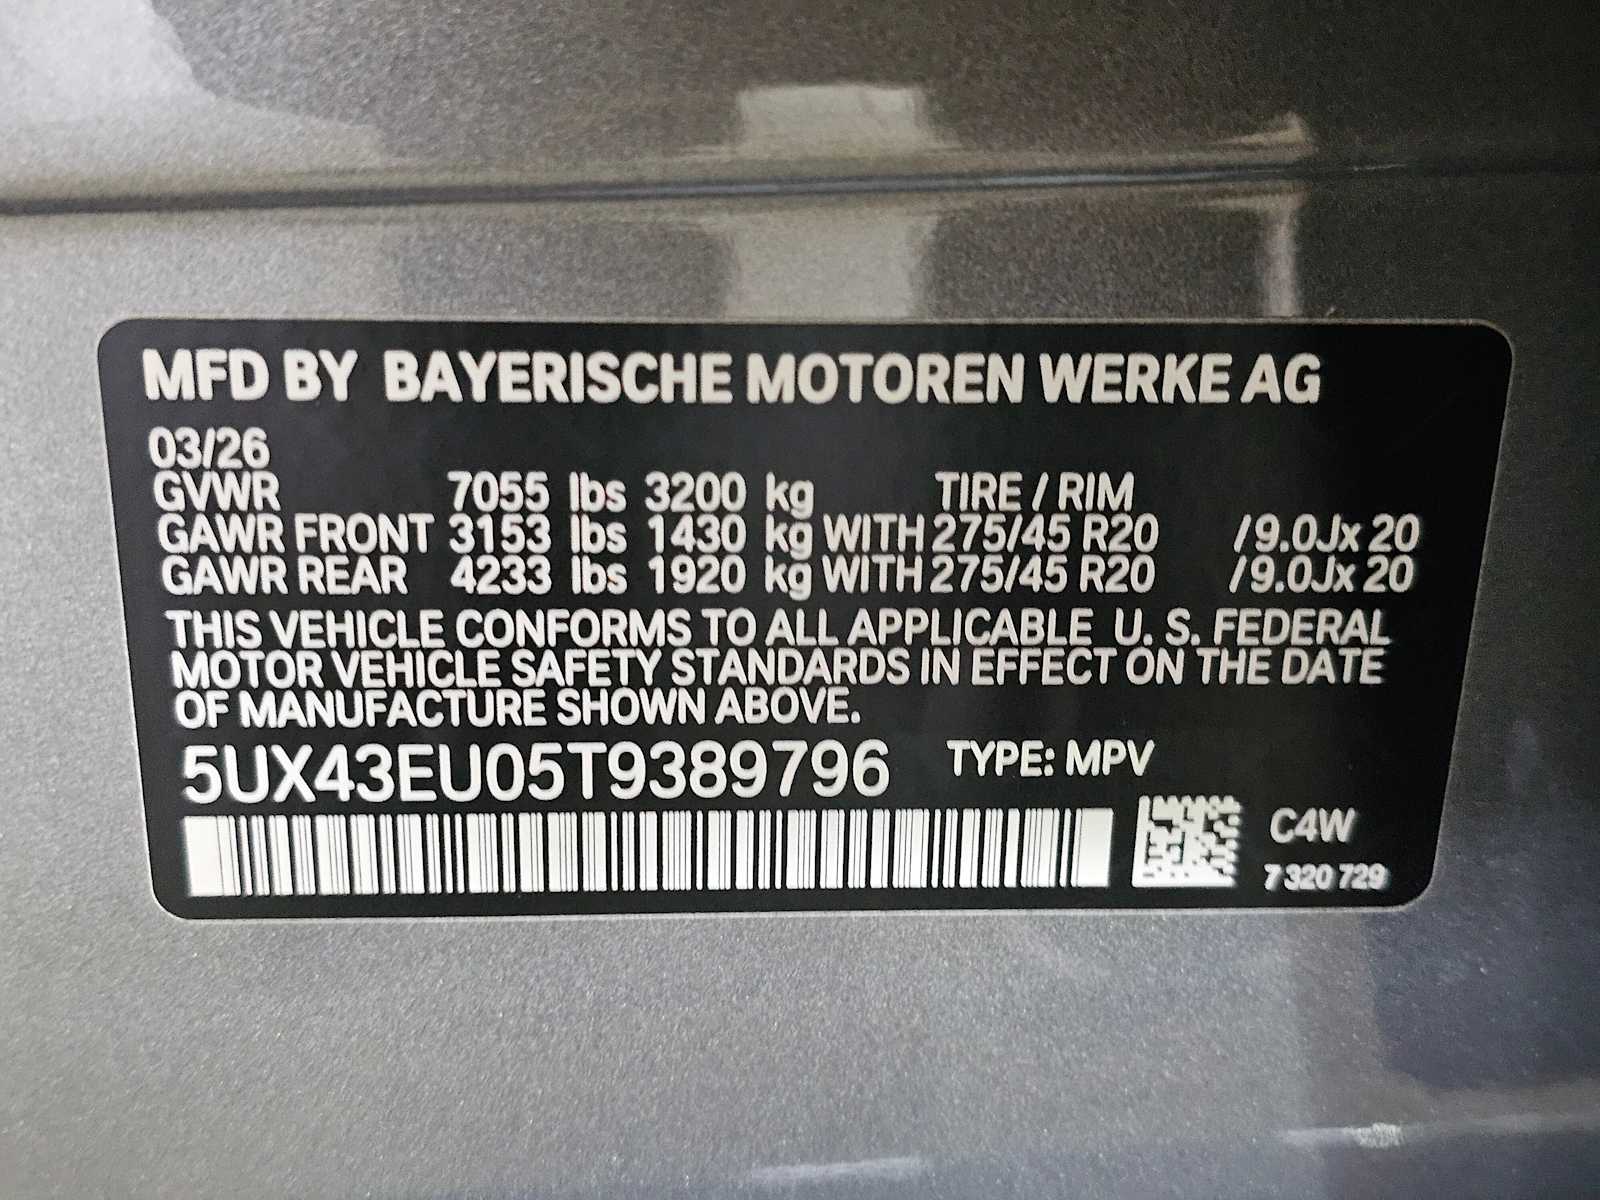 MFD BY BAYERISCHE MOTOREN WERKE AG
03/26
GVWR 7055 lbs 3200 kg TIRE / RIM
GAWR FRONT 3153 lbs 1430 kg WITH 275/45 R20 /9.0Jx 20
GAWR REAR 4233 lbs 1920 kg WITH 275/45 R20 /9.0Jx 20
THIS VEHICLE CONFORMS TO ALL APPLICABLE U. S. FEDERAL
MOTOR VEHICLE SAFETY STANDARDS IN EFFECT ON THE DATE
OF MANUFACTURE SHOWN ABOVE.
5UX43EU05T9389796 TYPE: MPV
C4W
7 320 729